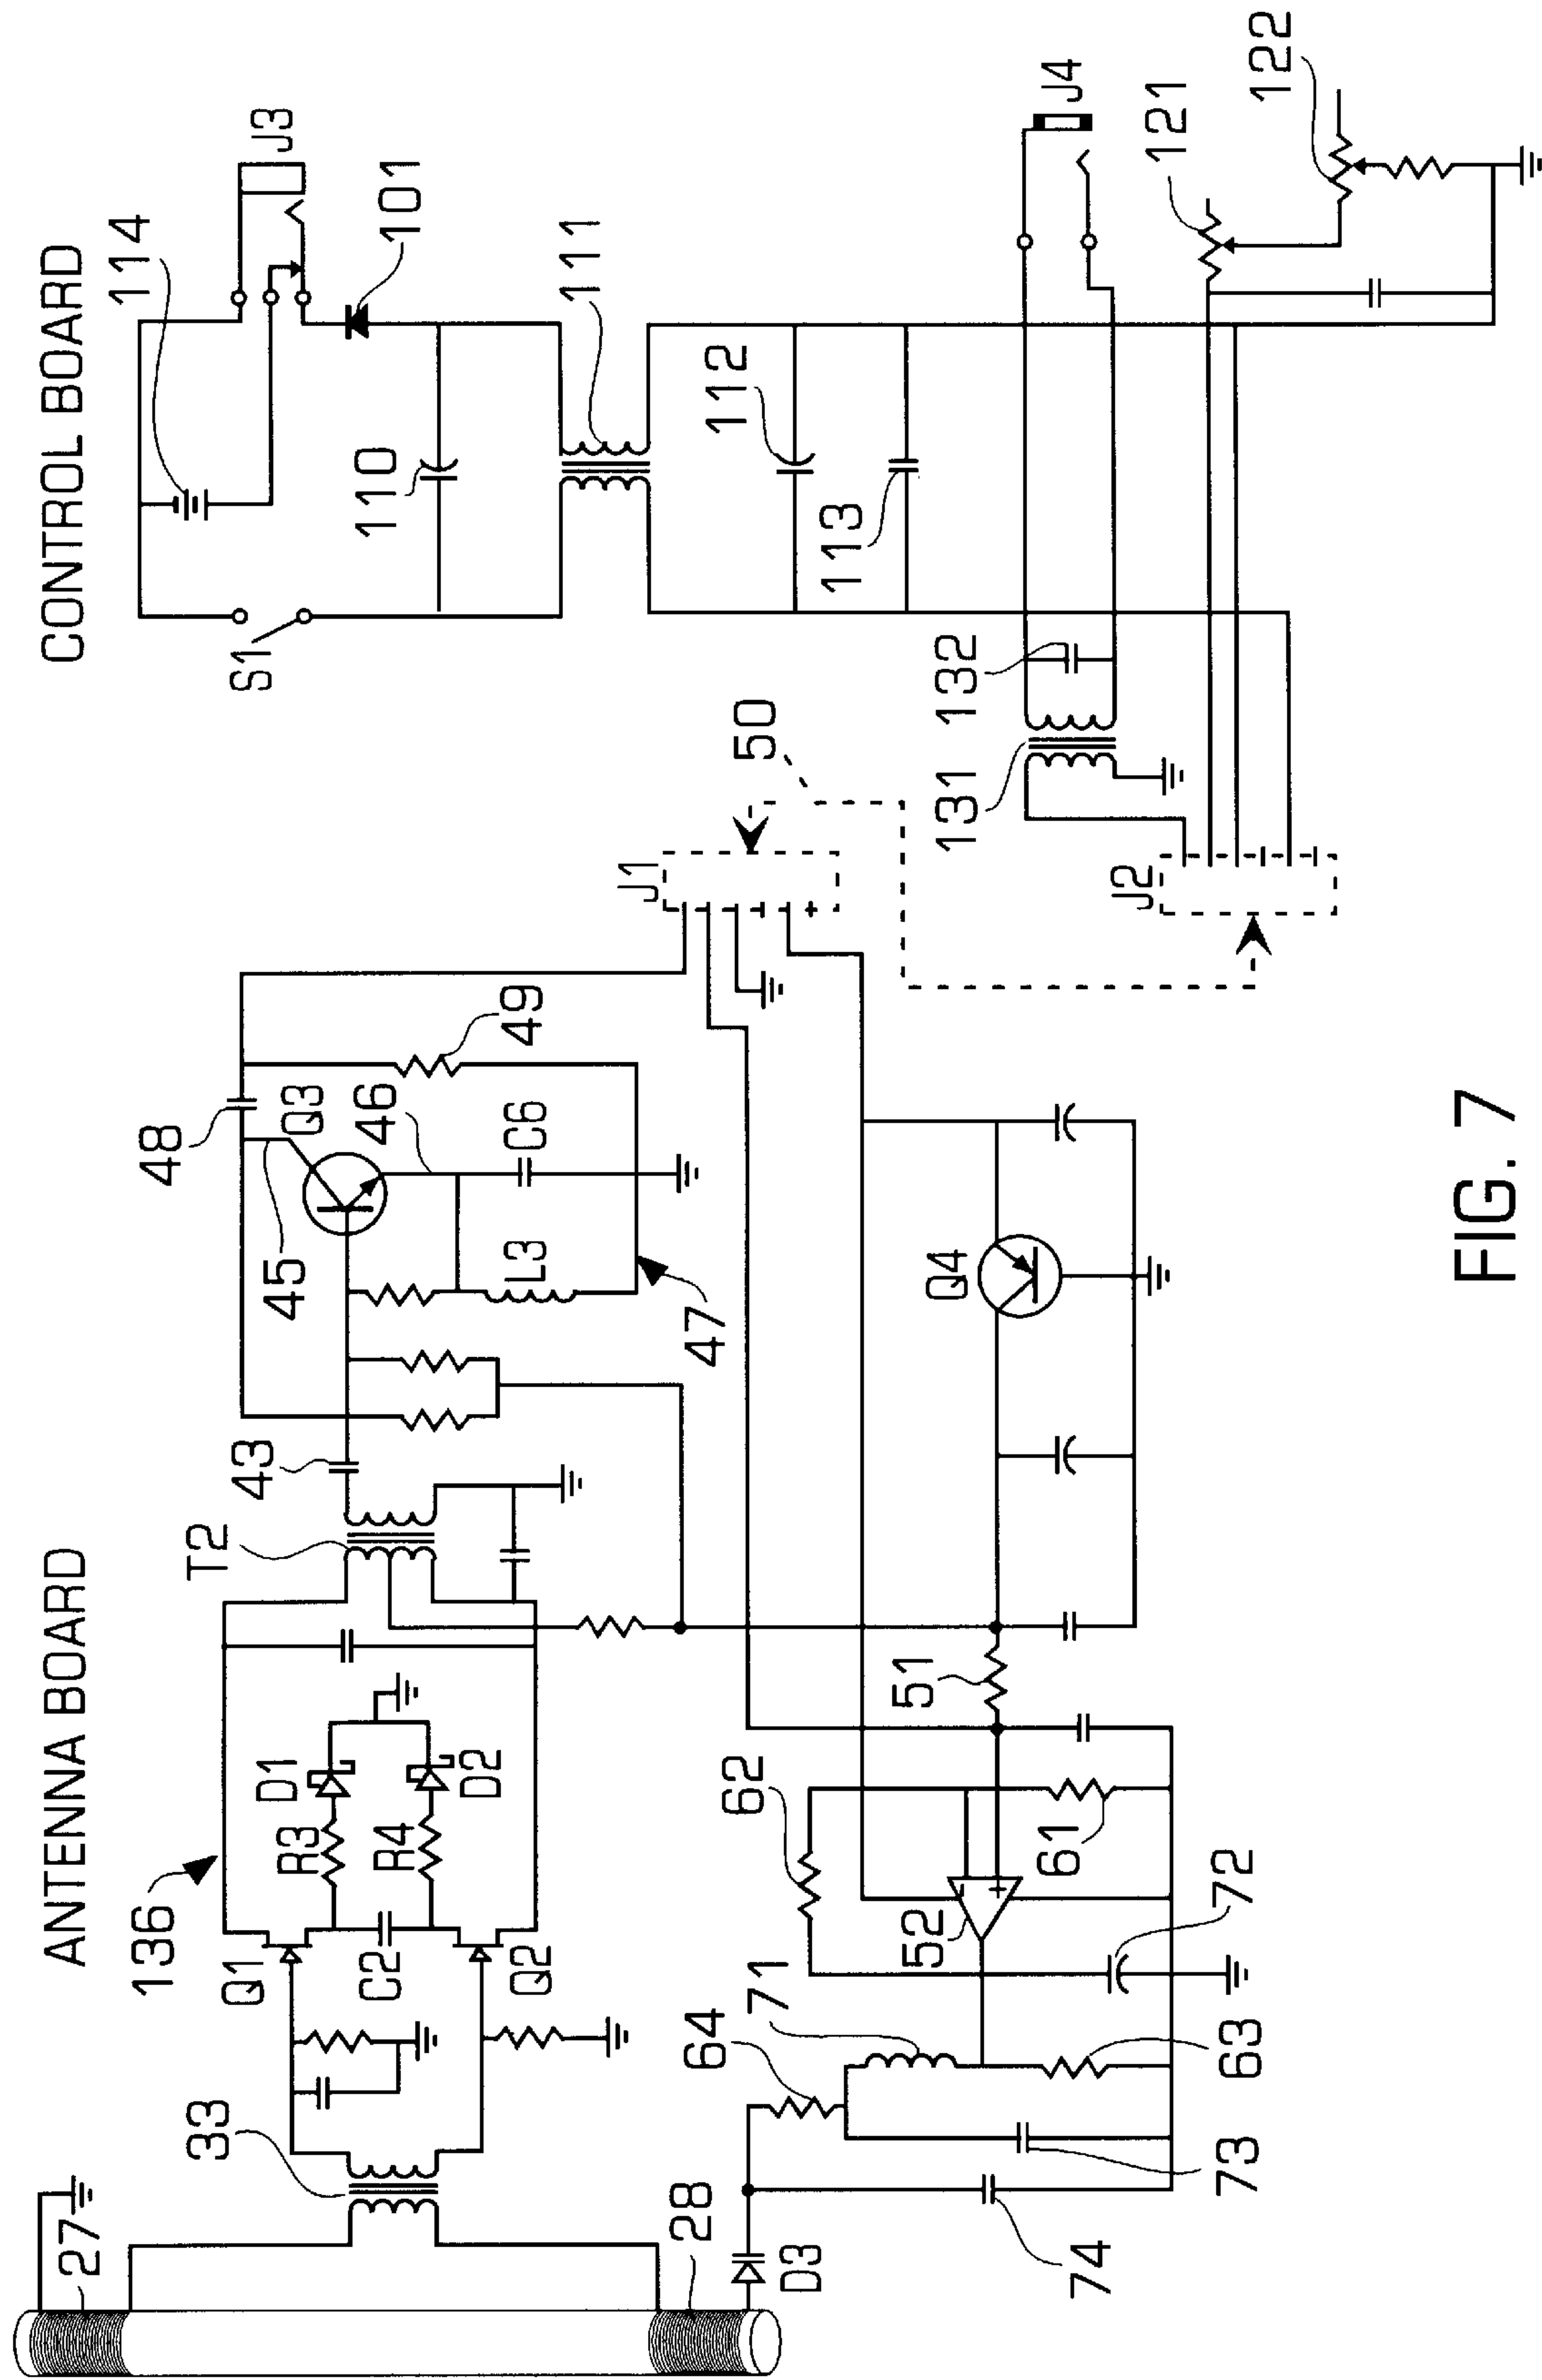 ANTENNA BOARD
CONTROL BOARD
136
Q1
Q2
C2
R3
R4
D1
D2
T2
43
45
48
Q3
46
C6
49
L3
47
33
27
28
D3
74
73
64
71
63
52
72
62
61
51
Q4
J1
50
J2
S1
114
J3
101
110
111
112
113
131
132
J4
121
122
+
+
FIG. 7